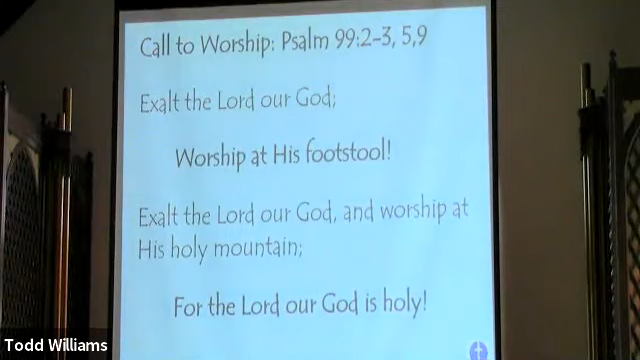 Call to Worship: Psalm 99:2-3, 5,9
Exalt the Lord our God;
Worship at His footstool!
Exalt the Lord our God, and worship at
His holy mountain;
For the Lord our God is holy!
Todd Williams